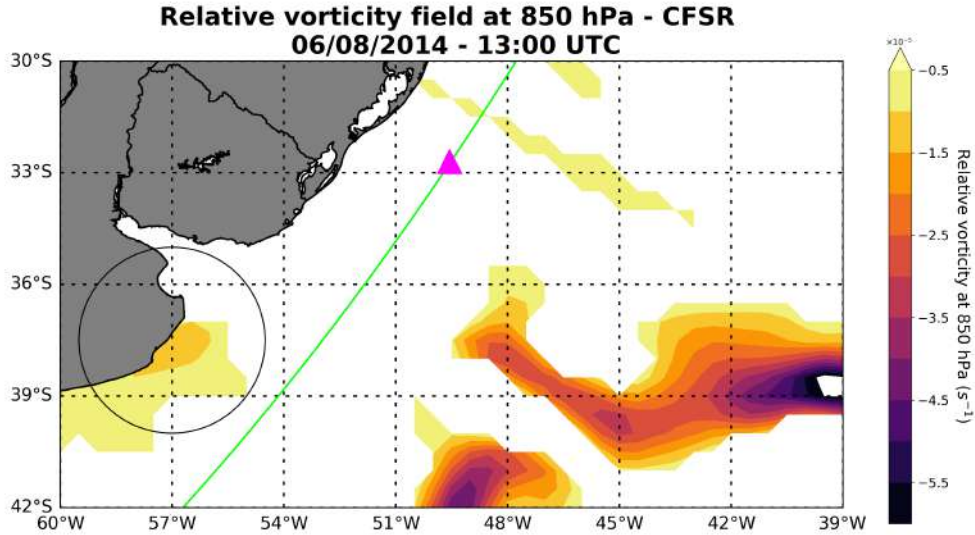 Relative vorticity field at 850 hPa - CFSR
06/08/2014 - 13:00 UTC
×10⁻⁵
30°S
33°S
36°S
39°S
42°S
60°W 57°W 54°W 51°W 48°W 45°W 42°W 39°W
−0.5
−1.5
−2.5
−3.5
−4.5
−5.5
Relative vorticity at 850 hPa (s⁻¹)